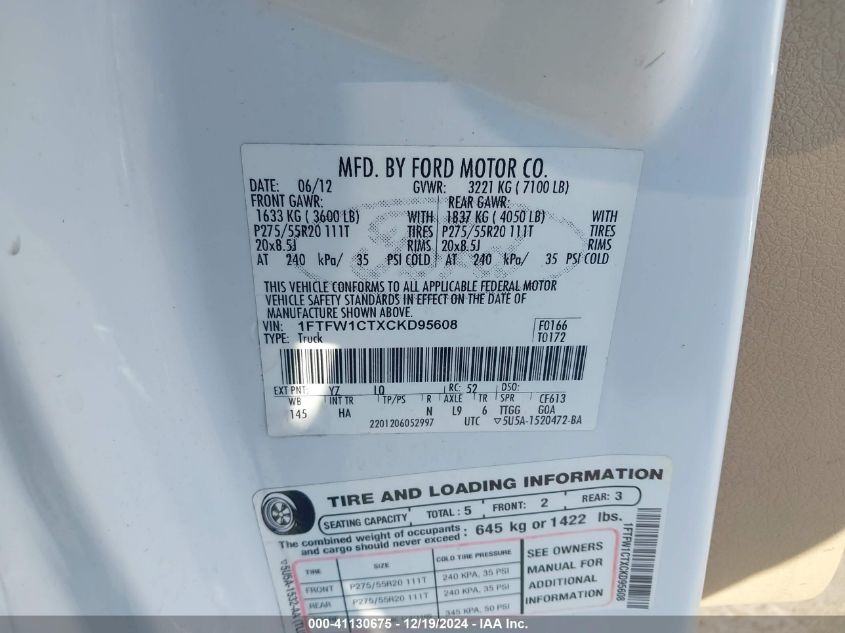 MFD. BY FORD MOTOR CO.
DATE: 06/12 GVWR: 3221 KG ( 7100 LB)
FRONT GAWR: REAR GAWR:
1633 KG ( 3600 LB) WITH 1837 KG ( 4050 LB) WITH
P275/55R20 111T TIRES P275/55R20 111T TIRES
20x8.5J RIMS 20x8.5J RIMS
AT 240 kPa/ 35 PSI COLD AT 240 kPa/ 35 PSI COLD
THIS VEHICLE CONFORMS TO ALL APPLICABLE FEDERAL MOTOR
VEHICLE SAFETY STANDARDS IN EFFECT ON THE DATE OF
MANUFACTURE SHOWN ABOVE.
VIN: 1FTFW1CTXCKD95608 F0166
TYPE: Truck T0172
EXT PNT: YZ LQ RC: 52 DSO:
WB INT TR TP/PS R AXLE TR SPR CF613
145 HA N L9 6 TTGG GOA
2201206052997 UTC ▽5U5A-1520472-BA
TIRE AND LOADING INFORMATION
SEATING CAPACITY TOTAL : 5 FRONT: 2 REAR: 3
The combined weight of occupants and cargo should never exceed : 645 kg or 1422 lbs.
TIRE SIZE COLD TIRE PRESSURE
FRONT P275/55R20 111T 240 KPA, 35 PSI
REAR P275/55R20 111T 240 KPA, 35 PSI
345 KPA, 60 PSI
SEE OWNERS
MANUAL FOR
ADDITIONAL
INFORMATION
1FTFW1CTXCKD95608
▽5U5A-1532-AA
000--41130675 - 12/19/2024 - IAA, Inc.